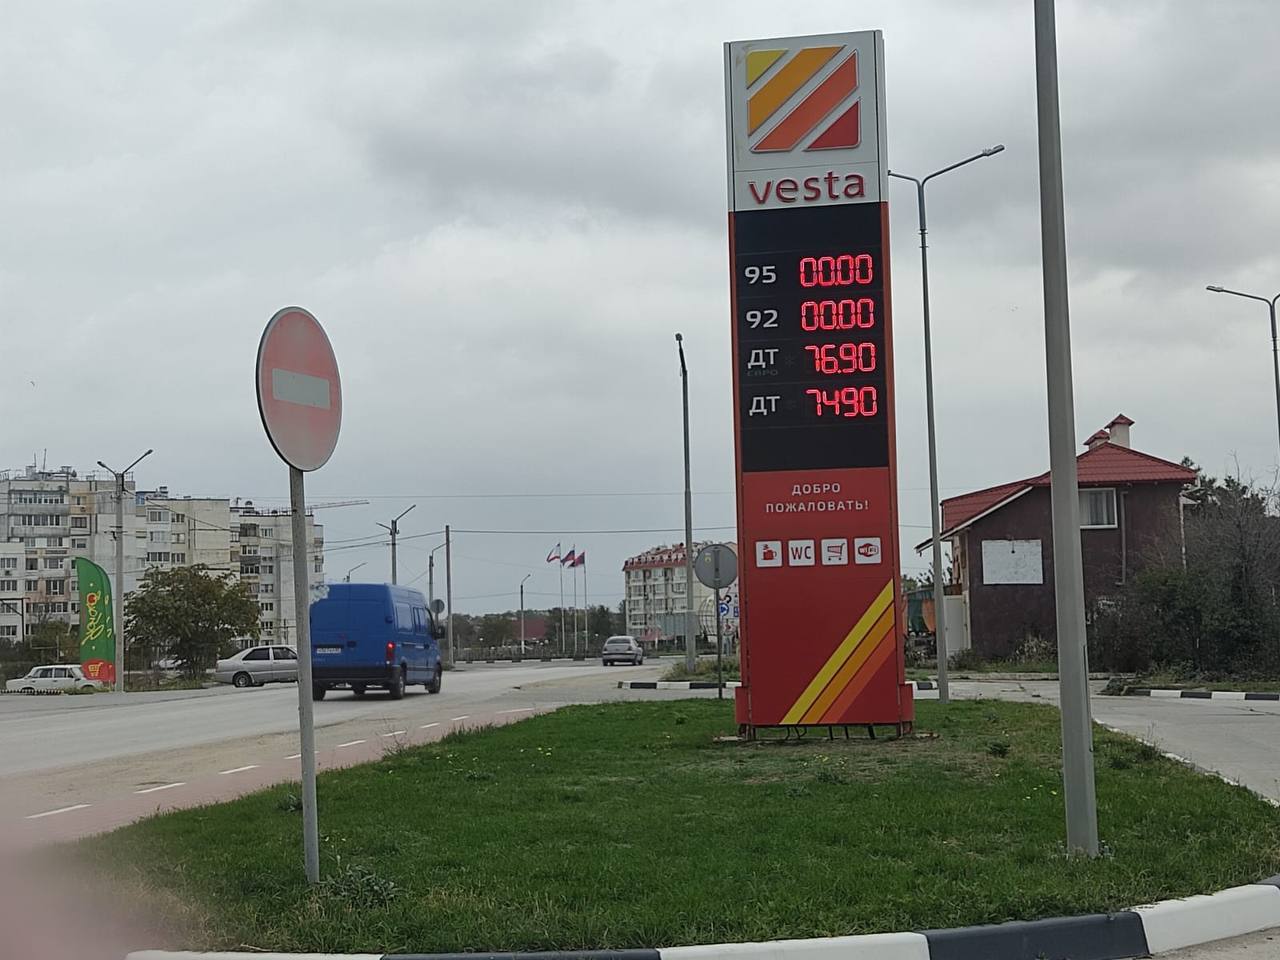 vesta
95 00.00
92 00.00
ДТ 76.90
ЕВРО
ДТ 74.90
ДОБРО
ПОЖАЛОВАТЬ!
WC